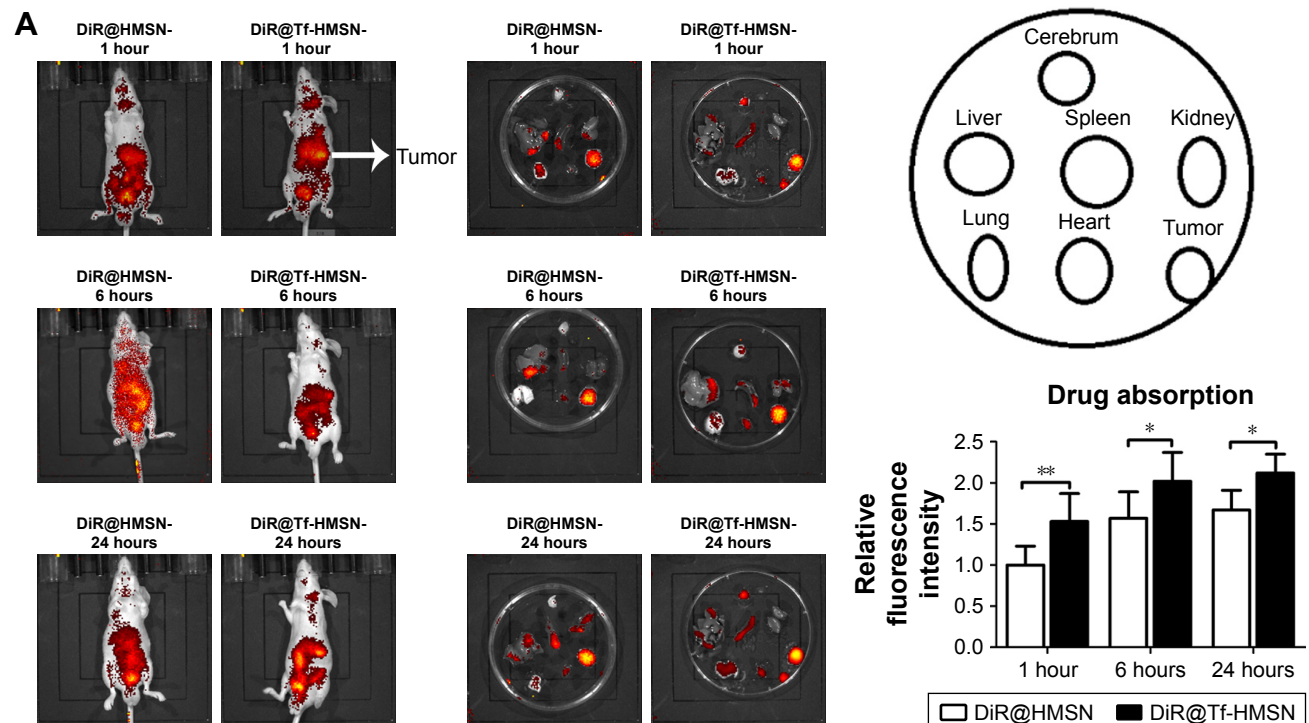 A
DiR@HMSN-
1 hour
DiR@Tf-HMSN-
1 hour
DiR@HMSN-
1 hour
DiR@Tf-HMSN-
1 hour
Tumor
DiR@HMSN-
6 hours
DiR@Tf-HMSN-
6 hours
DiR@HMSN-
6 hours
DiR@Tf-HMSN-
6 hours
DiR@HMSN-
24 hours
DiR@Tf-HMSN-
24 hours
DiR@HMSN-
24 hours
DiR@Tf-HMSN-
24 hours
Cerebrum
Liver
Spleen
Kidney
Lung
Heart
Tumor
Drug absorption
Relative
fluorescence
intensity
2.5
2.0
1.5
1.0
0.5
0.0
**
*
*
1 hour
6 hours
24 hours
DiR@HMSN
DiR@Tf-HMSN